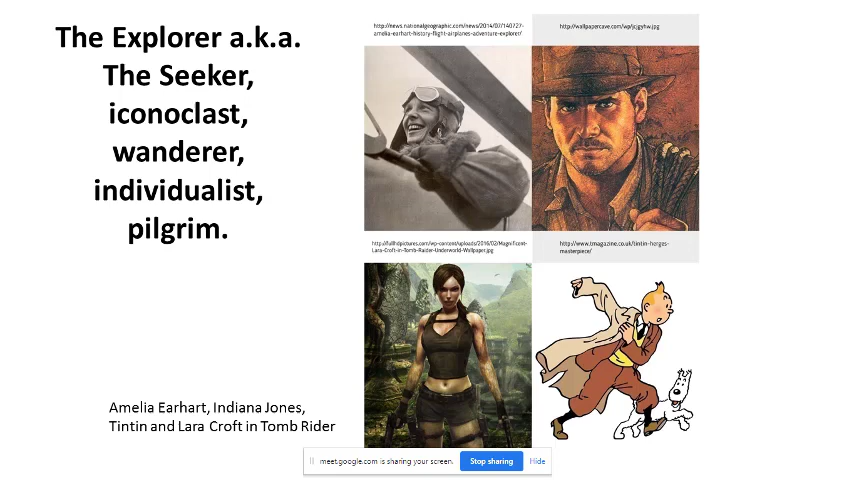 The Explorer a.k.a.
The Seeker,
iconoclast,
wanderer,
individualist,
pilgrim.
http://news.nationalgeographic.com/news/2014/07/140727-
amelia-earhart-history-flight-airplanes-adventure-explorer/
http://wallpapercave.com/wp/jcjgyhw.jpg
http://fullhdpictures.com/wp-content/uploads/2016/02/Magnificent-
Lara-Croft-in-Tomb-Raider-Underworld-Wallpaper.jpg
http://www.tmagazine.co.uk/tintin-herges-
masterpiece/
Amelia Earhart, Indiana Jones,
Tintin and Lara Croft in Tomb Rider
meet.google.com is sharing your screen.
Stop sharing
Hide